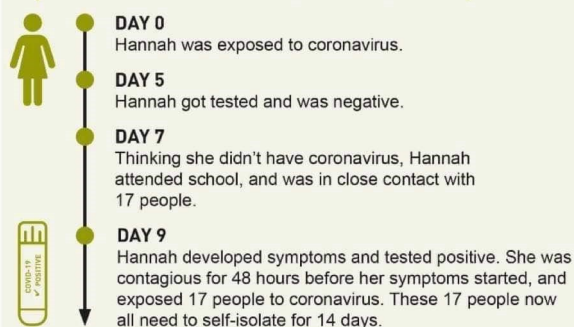 DAY 0
Hannah was exposed to coronavirus.
DAY 5
Hannah got tested and was negative.
DAY 7
Thinking she didn't have coronavirus, Hannah
attended school, and was in close contact with
17 people.
DAY 9
Hannah developed symptoms and tested positive. She was
contagious for 48 hours before her symptoms started, and
exposed 17 people to coronavirus. These 17 people now
all need to self-isolate for 14 days.
COVID-19
✓ POSITIVE